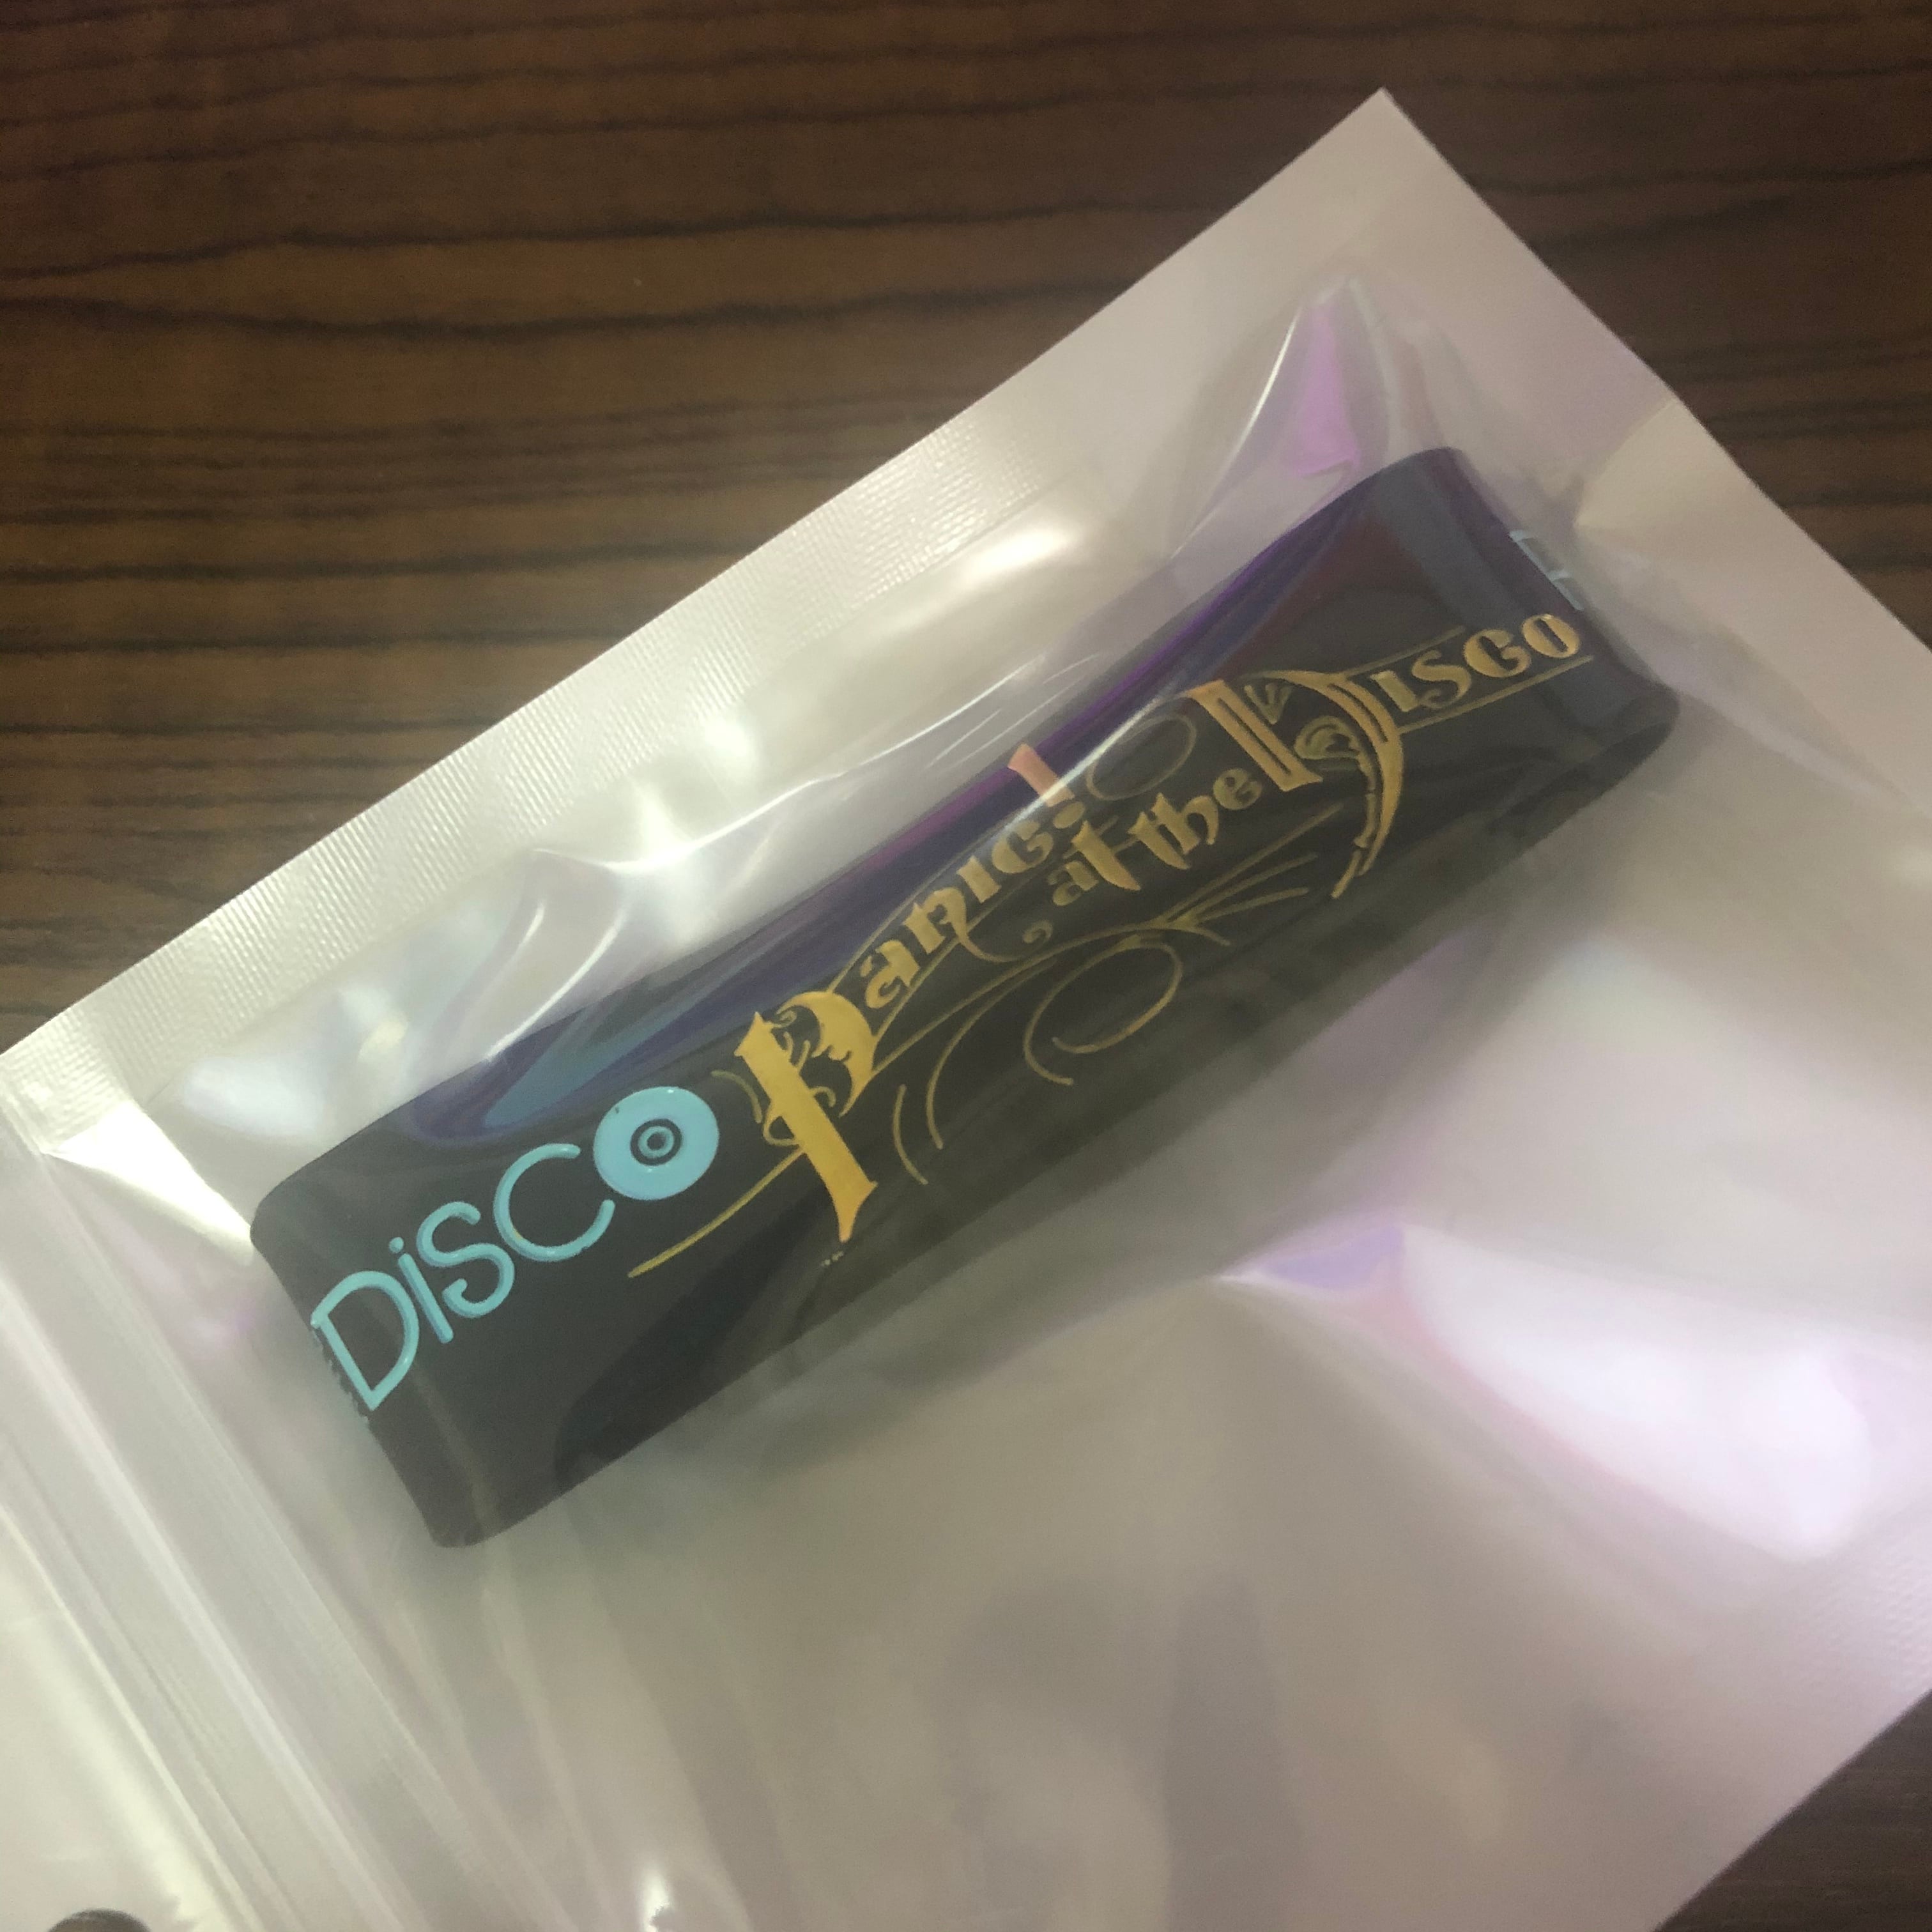 DiSCO
Panic!
at the
Disco